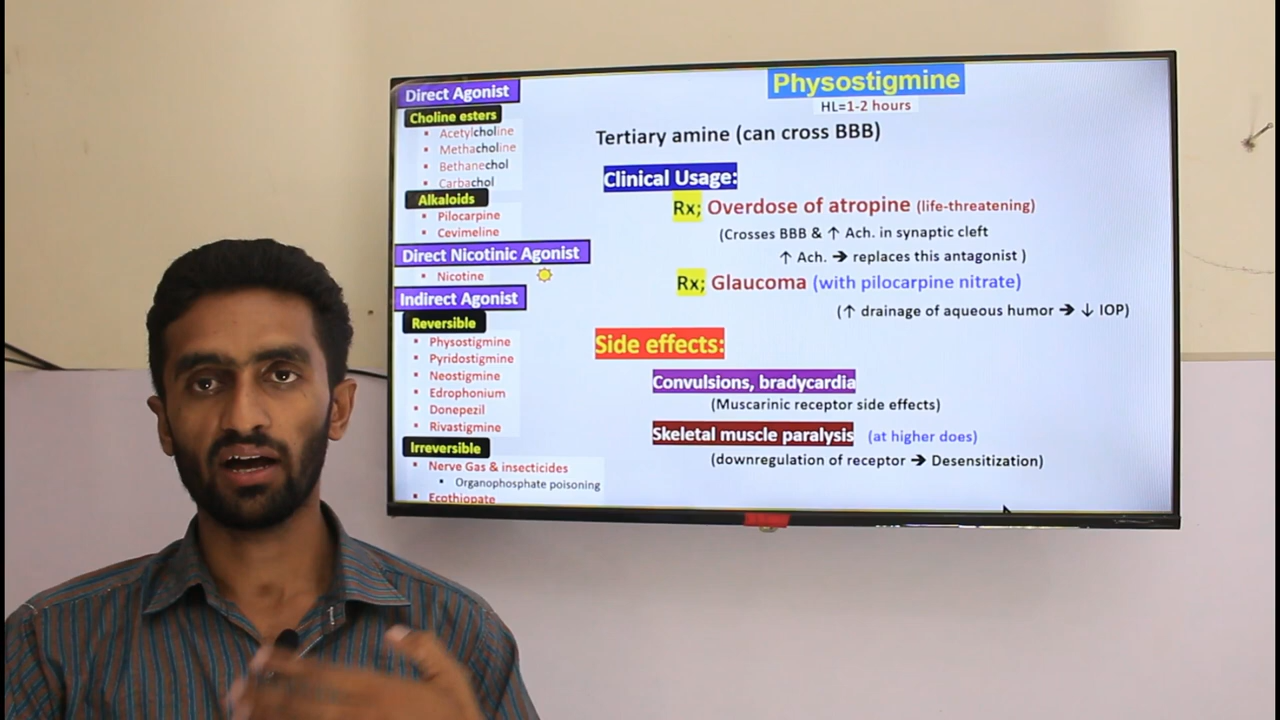 Direct Agonist
Choline esters
▪ Acetylcholine
▪ Methacholine
▪ Bethanechol
▪ Carbachol
Alkaloids
▪ Pilocarpine
▪ Cevimeline
Direct Nicotinic Agonist
▪ Nicotine
Indirect Agonist
Reversible
▪ Physostigmine
▪ Pyridostigmine
▪ Neostigmine
▪ Edrophonium
▪ Donepezil
▪ Rivastigmine
Irreversible
▪ Nerve Gas & insecticides
▪ Organophosphate poisoning
▪ Ecothiopate
Physostigmine
HL=1-2 hours
Tertiary amine (can cross BBB)
Clinical Usage:
Rx; Overdose of atropine (life-threatening)
(Crosses BBB & ↑ Ach. in synaptic cleft
↑ Ach. ➔ replaces this antagonist )
Rx; Glaucoma (with pilocarpine nitrate)
(↑ drainage of aqueous humor ➔ ↓ IOP)
Side effects:
Convulsions, bradycardia
(Muscarinic receptor side effects)
Skeletal muscle paralysis (at higher does)
(downregulation of receptor ➔ Desensitization)